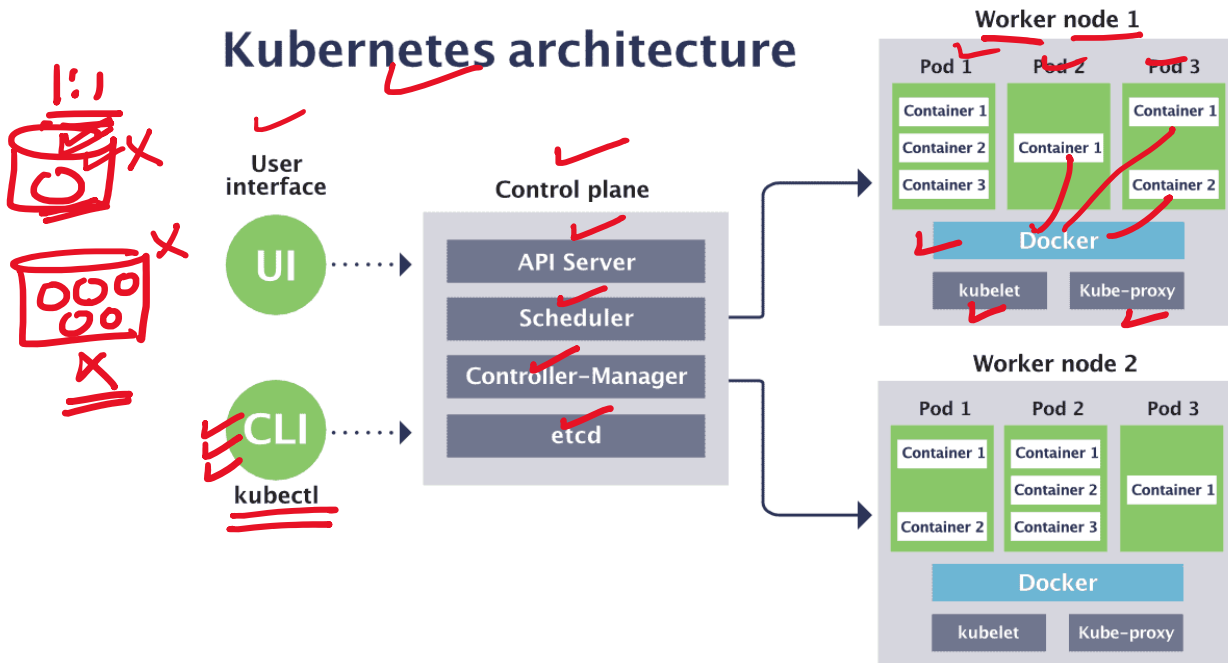 Kubernetes architecture
1:1
User
interface
UI
CLI
kubectl
Control plane
API Server
Scheduler
Controller-Manager
etcd
Worker node 1
Pod 1
Pod 2
Pod 3
Container 1
Container 2
Container 3
Container 1
Container 1
Container 2
Docker
kubelet
Kube-proxy
Worker node 2
Pod 1
Pod 2
Pod 3
Container 1
Container 2
Container 1
Container 2
Container 3
Container 1
Docker
kubelet
Kube-proxy